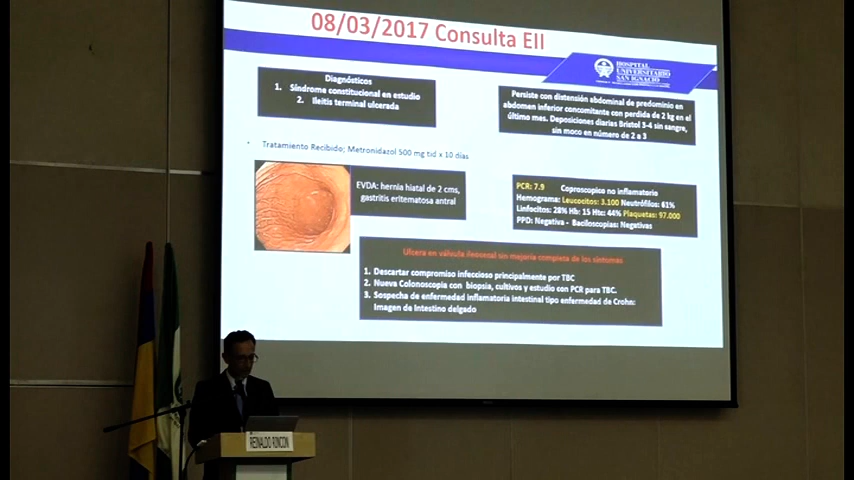 08/03/2017 Consulta EII
HOSPITAL
UNIVERSITARIO
SAN IGNACIO
Diagnósticos
1. Síndrome constitucional en estudio
2. Ileitis terminal ulcerada
Persiste con distensión abdominal de predominio en
abdomen inferior concomitante con perdida de 2 kg en el
último mes. Deposiciones diarias Bristol 3-4 sin sangre,
sin moco en número de 2 a 3
• Tratamiento Recibido; Metronidazol 500 mg tid x 10 días
EVDA: hernia hiatal de 2 cms,
gastritis eritematosa antral
PCR: 7.9 Coproscopico no inflamatorio
Hemograma: Leucocitos: 3.100 Neutrófilos: 61%
Linfocitos: 28% Hb: 15 Htc: 44% Plaquetas: 97.000
PPD: Negativa - Baciloscopias: Negativas
Ulcera en válvula ileocecal sin mejoría completa de los síntomas
1. Descartar compromiso infeccioso principalmente por TBC
2. Nueva Colonoscopia con biopsia, cultivos y estudio con PCR para TBC.
3. Sospecha de enfermedad inflamatoria intestinal tipo enfermedad de Crohn:
Imagen de Intestino delgado
REINALDO RINCON